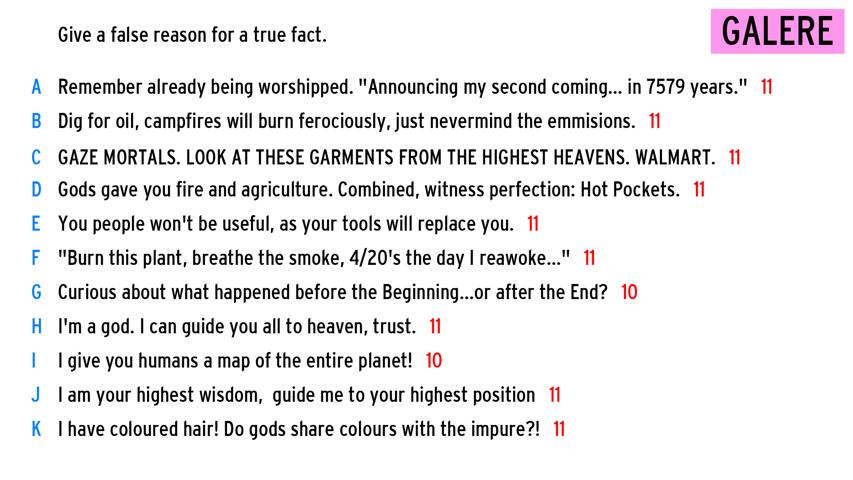 Give a false reason for a true fact.
GALERE
A Remember already being worshipped. "Announcing my second coming... in 7579 years." 11
B Dig for oil, campfires will burn ferociously, just nevermind the emmisions. 11
C GAZE MORTALS. LOOK AT THESE GARMENTS FROM THE HIGHEST HEAVENS. WALMART. 11
D Gods gave you fire and agriculture. Combined, witness perfection: Hot Pockets. 11
E You people won't be useful, as your tools will replace you. 11
F "Burn this plant, breathe the smoke, 4/20's the day I reawoke..." 11
G Curious about what happened before the Beginning...or after the End? 10
H I'm a god. I can guide you all to heaven, trust. 11
I I give you humans a map of the entire planet! 10
J I am your highest wisdom,  guide me to your highest position 11
K I have coloured hair! Do gods share colours with the impure?! 11